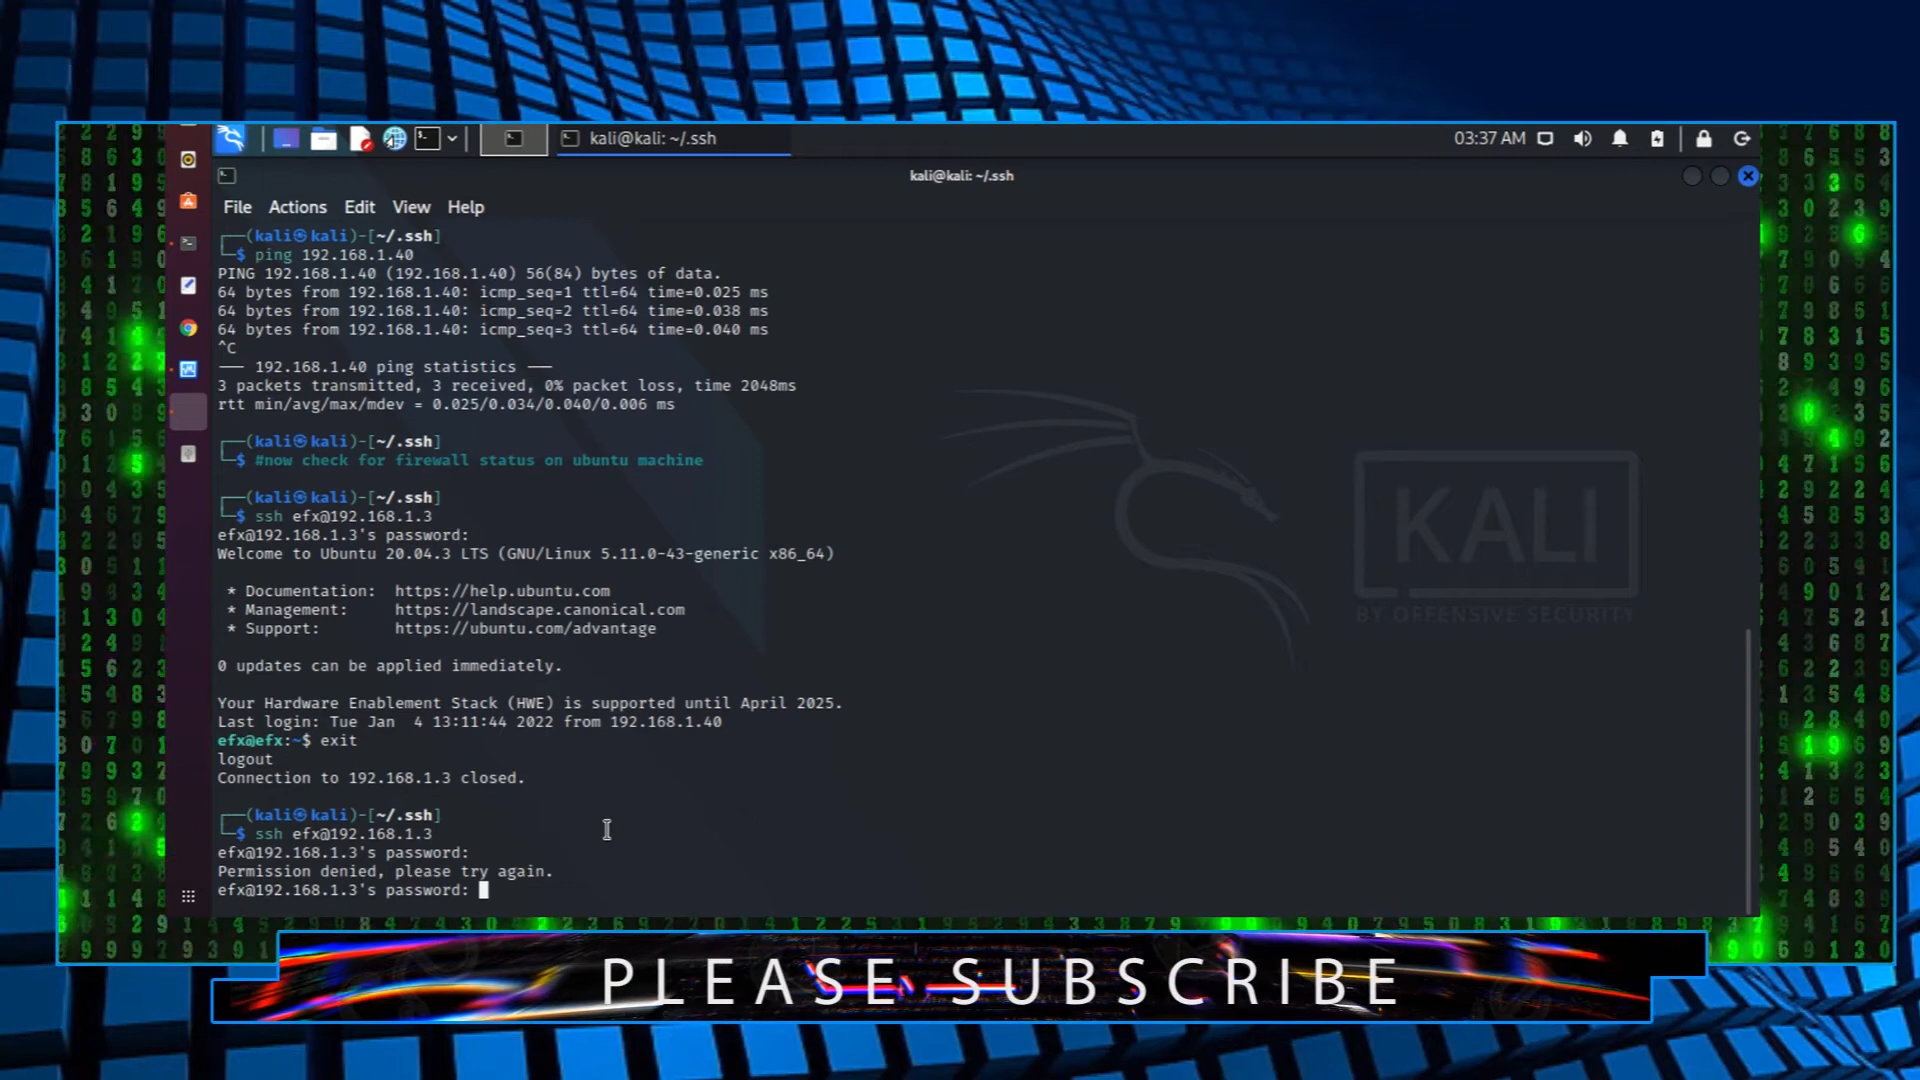 kali@kali: ~/.ssh
03:37 AM
kali@kali: ~/.ssh
File Actions Edit View Help
┌──(kali㉿kali)-[~/.ssh]
└─$ ping 192.168.1.40
PING 192.168.1.40 (192.168.1.40) 56(84) bytes of data.
64 bytes from 192.168.1.40: icmp_seq=1 ttl=64 time=0.025 ms
64 bytes from 192.168.1.40: icmp_seq=2 ttl=64 time=0.038 ms
64 bytes from 192.168.1.40: icmp_seq=3 ttl=64 time=0.040 ms
^C
── 192.168.1.40 ping statistics ──
3 packets transmitted, 3 received, 0% packet loss, time 2048ms
rtt min/avg/max/mdev = 0.025/0.034/0.040/0.006 ms
┌──(kali㉿kali)-[~/.ssh]
└─$ #now check for firewall status on ubuntu machine
┌──(kali㉿kali)-[~/.ssh]
└─$ ssh efx@192.168.1.3
efx@192.168.1.3's password:
Welcome to Ubuntu 20.04.3 LTS (GNU/Linux 5.11.0-43-generic x86_64)
* Documentation: https://help.ubuntu.com
* Management: https://landscape.canonical.com
* Support: https://ubuntu.com/advantage
0 updates can be applied immediately.
Your Hardware Enablement Stack (HWE) is supported until April 2025.
Last login: Tue Jan 4 13:11:44 2022 from 192.168.1.40
efx@efx:~$ exit
logout
Connection to 192.168.1.3 closed.
┌──(kali㉿kali)-[~/.ssh]
└─$ ssh efx@192.168.1.3
efx@192.168.1.3's password:
Permission denied, please try again.
efx@192.168.1.3's password:
KALI
BY OFFENSIVE SECURITY
PLEASE SUBSCRIBE